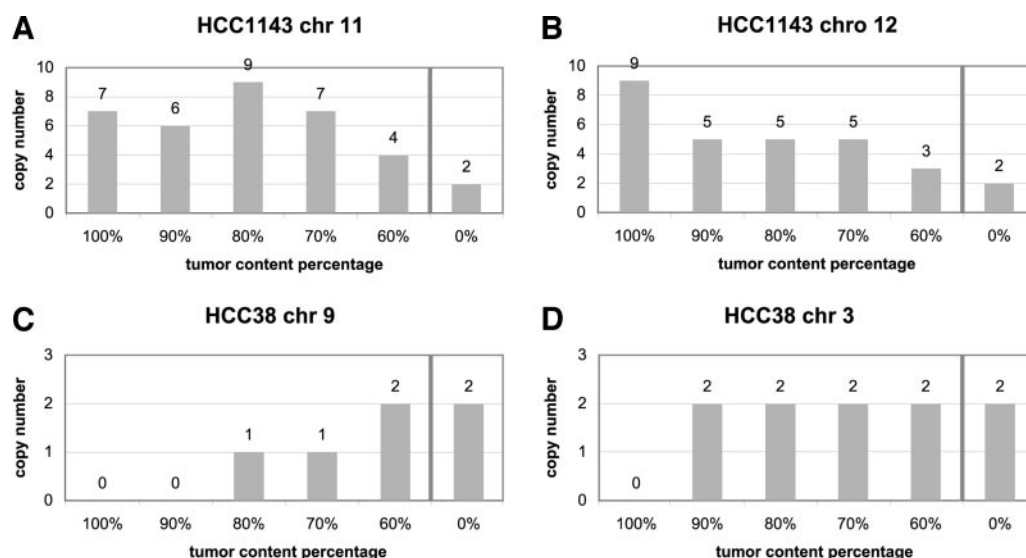 A
HCC1143 chr 11
copy number
10
8
6
4
2
0
7
6
9
7
4
2
100% 90% 80% 70% 60% 0%
tumor content percentage
B
HCC1143 chro 12
copy number
10
8
6
4
2
0
9
5
5
5
3
2
100% 90% 80% 70% 60% 0%
tumor content percentage
C
HCC38 chr 9
copy number
3
2
1
0
0
0
1
1
2
2
100% 90% 80% 70% 60% 0%
tumor content percentage
D
HCC38 chr 3
copy number
3
2
1
0
0
2
2
2
2
2
100% 90% 80% 70% 60% 0%
tumor content percentage